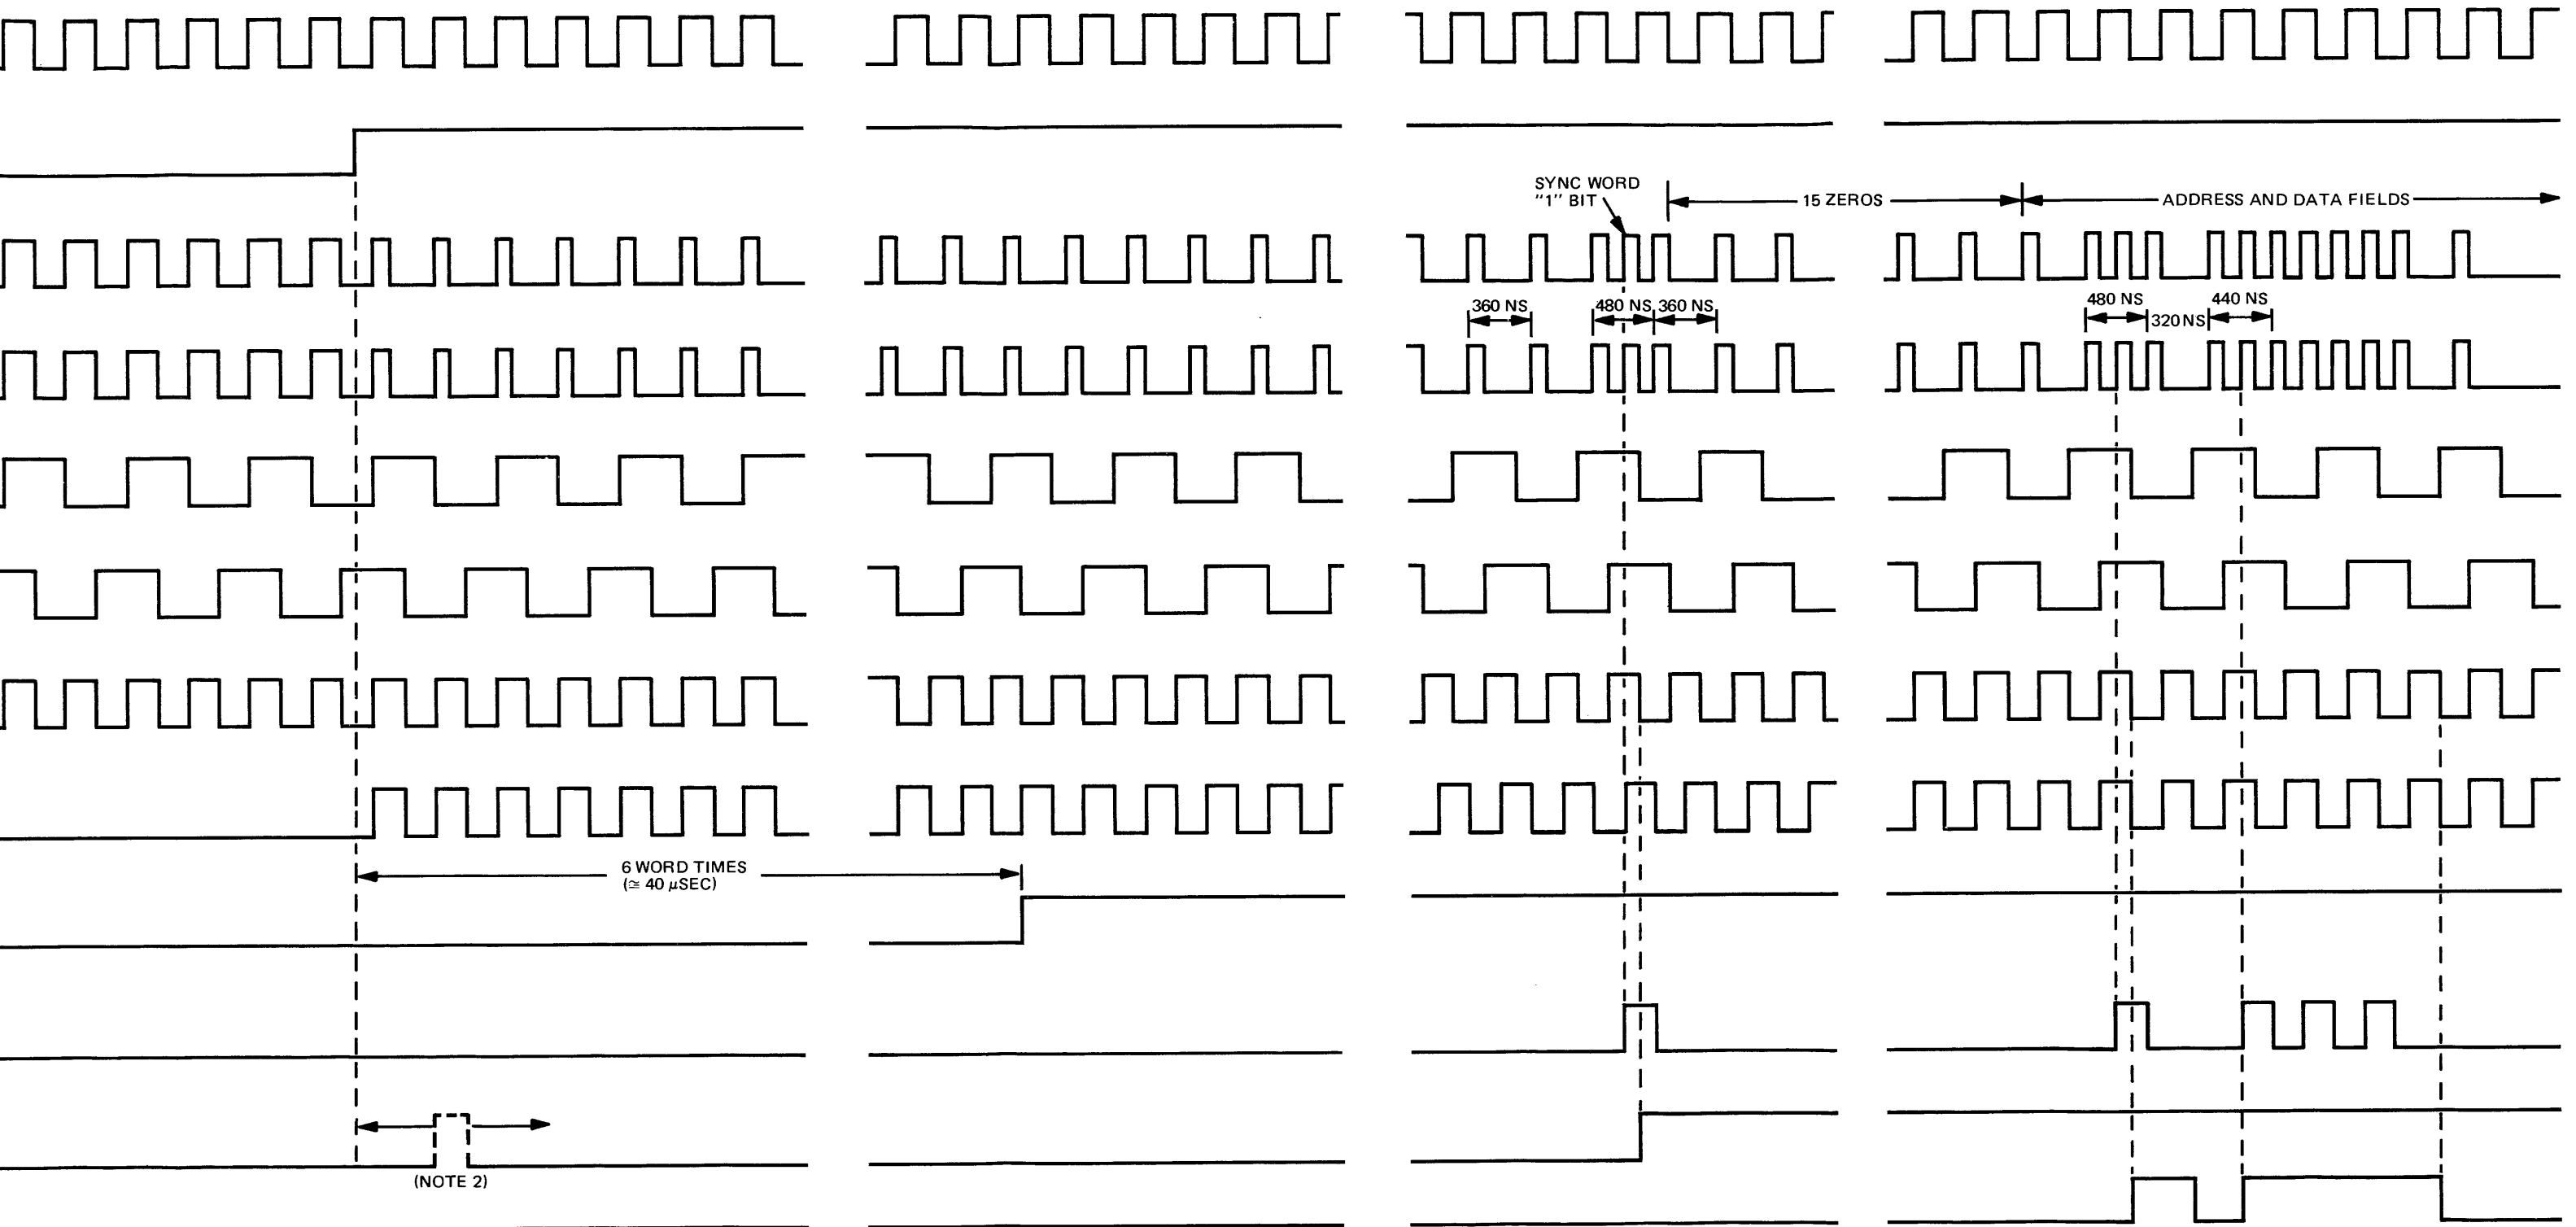 SYNC WORD
"1" BIT
15 ZEROS
ADDRESS AND DATA FIELDS
360 NS
480 NS
360 NS
480 NS
320 NS
440 NS
6 WORD TIMES
(≅ 40 µSEC)
(NOTE 2)